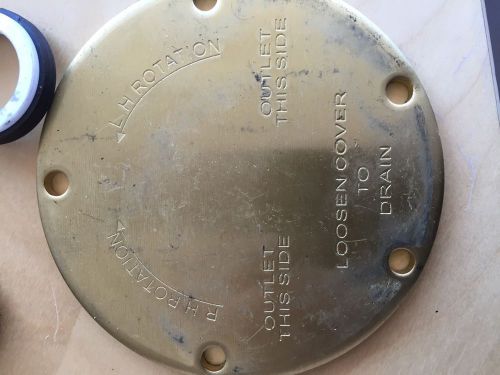 L.H. ROTATION
OUTLET
THIS SIDE
LOOSEN COVER
TO
DRAIN
OUTLET
THIS SIDE
R.H. ROTATION